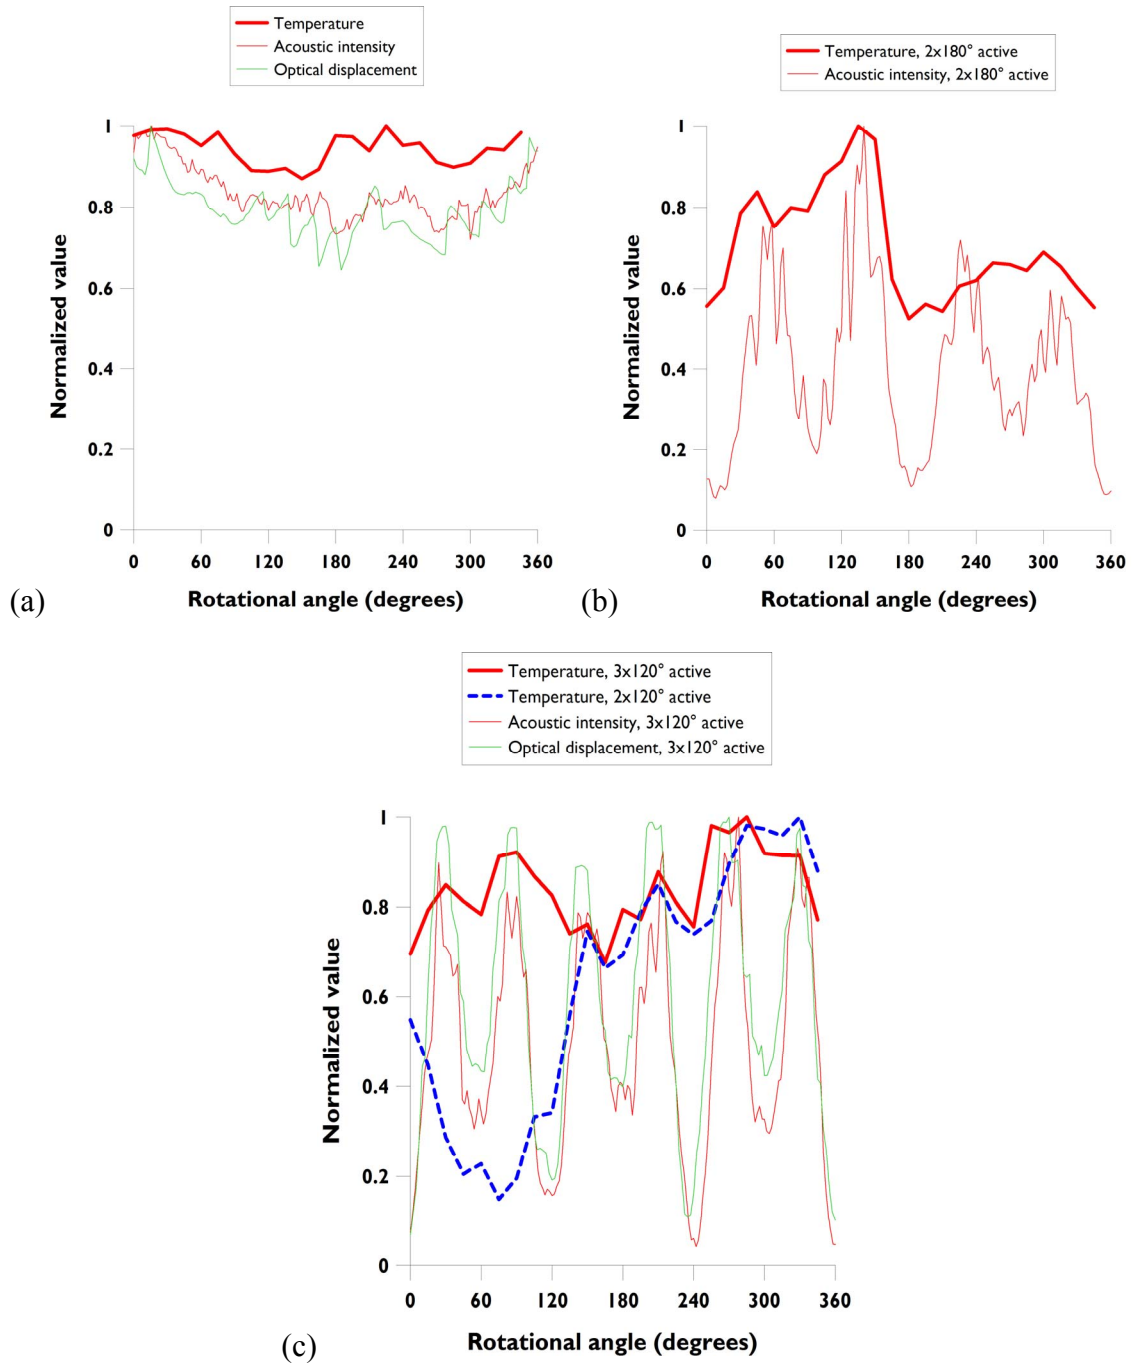 Temperature
Acoustic intensity
Optical displacement
1
0.8
0.6
0.4
0.2
0
Normalized value
0 60 120 180 240 300 360
Rotational angle (degrees)
(a)
Temperature, 2x180° active
Acoustic intensity, 2x180° active
1
0.8
0.6
0.4
0.2
0
Normalized value
0 60 120 180 240 300 360
Rotational angle (degrees)
(b)
Temperature, 3x120° active
Temperature, 2x120° active
Acoustic intensity, 3x120° active
Optical displacement, 3x120° active
1
0.8
0.6
0.4
0.2
0
Normalized value
0 60 120 180 240 300 360
Rotational angle (degrees)
(c)